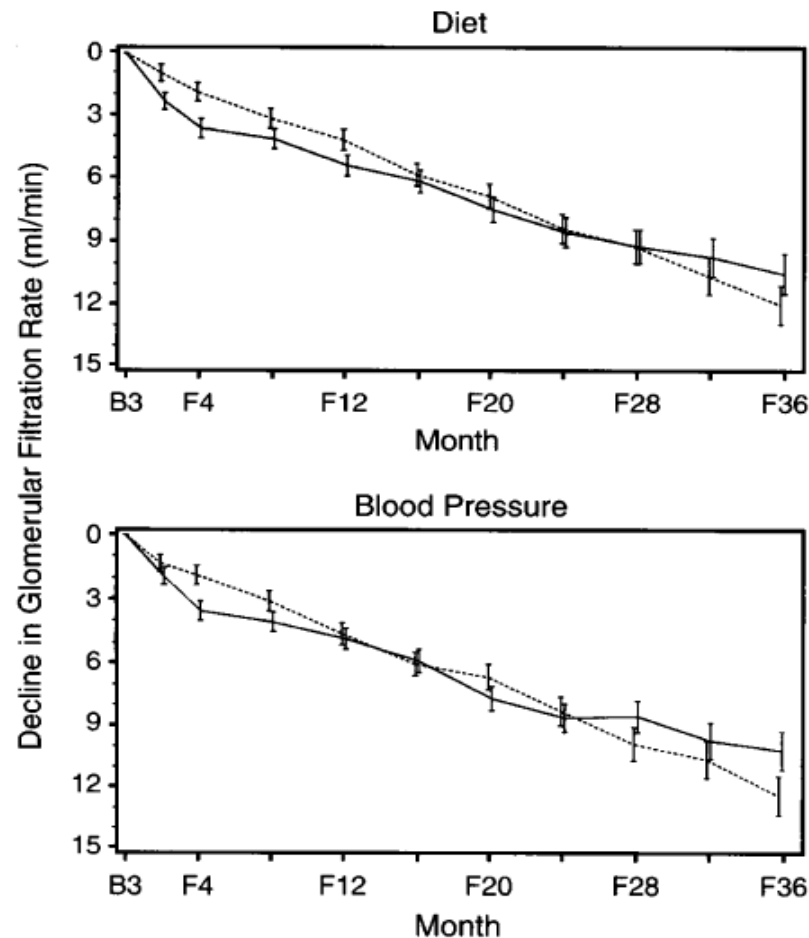 Diet
0
3
6
9
12
15
B3 F4 F12 F20 F28 F36
Month
Decline in Glomerular Filtration Rate (ml/min)
Blood Pressure
0
3
6
9
12
15
B3 F4 F12 F20 F28 F36
Month